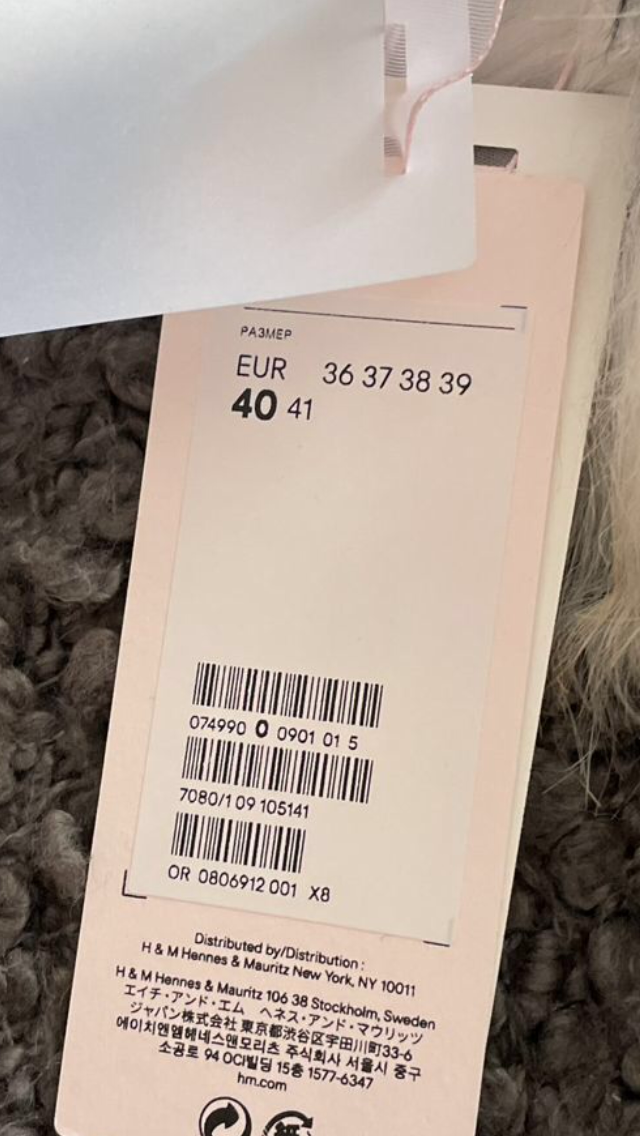 РАЗМЕР
EUR 36 37 38 39
40 41
074990 0 0901 01 5
7080/1 09 105141
OR 0806912 001 X8
Distributed by/Distribution :
H & M Hennes & Mauritz New York, NY 10011
H & M Hennes & Mauritz 106 38 Stockholm, Sweden
エイチ・アンド・エム ヘネス・アンド・マウリッツ
ジャパン株式会社 東京都渋谷区宇田川町33-6
에이치앤엠헤네스앤모리츠 주식회사 서울시 중구
소공로 94 OCI빌딩 15층 1577-6347
hm.com